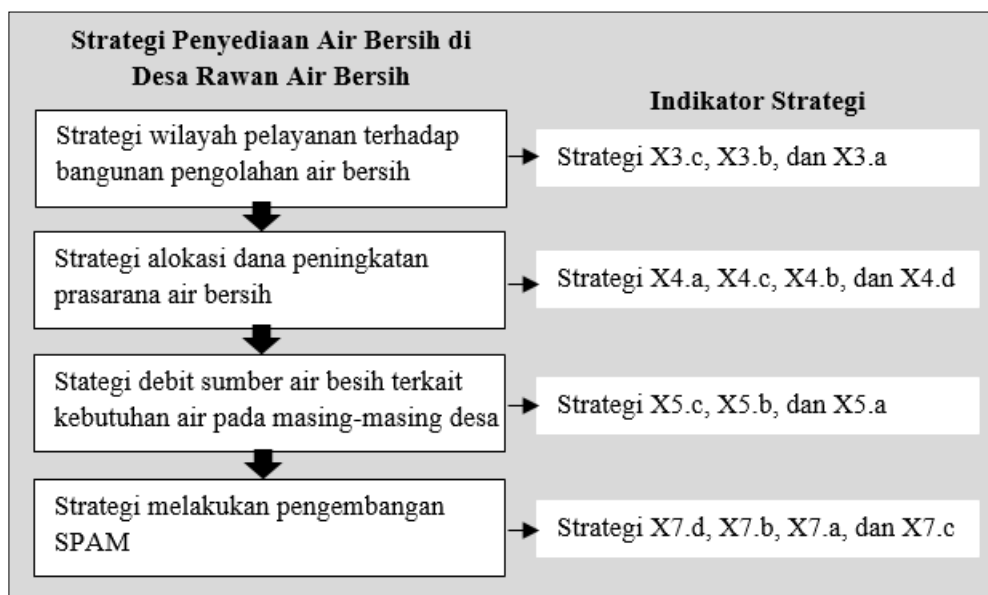 Strategi Penyediaan Air Bersih di
Desa Rawan Air Bersih
Indikator Strategi
Strategi wilayah pelayanan terhadap
bangunan pengolahan air bersih
Strategi X3.c, X3.b, dan X3.a
Strategi alokasi dana peningkatan
prasarana air bersih
Strategi X4.a, X4.c, X4.b, dan X4.d
Stategi debit sumber air besih terkait
kebutuhan air pada masing-masing desa
Strategi X5.c, X5.b, dan X5.a
Strategi melakukan pengembangan
SPAM
Strategi X7.d, X7.b, X7.a, dan X7.c